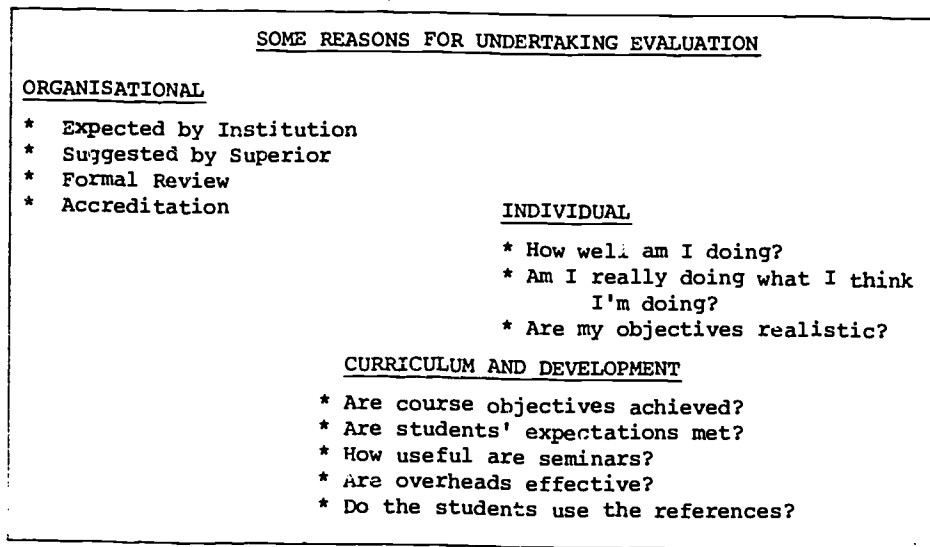 SOME REASONS FOR UNDERTAKING EVALUATION
ORGANISATIONAL
* Expected by Institution
* Suggested by Superior
* Formal Review
* Accreditation
INDIVIDUAL
* How well am I doing?
* Am I really doing what I think
I'm doing?
* Are my objectives realistic?
CURRICULUM AND DEVELOPMENT
* Are course objectives achieved?
* Are students' expectations met?
* How useful are seminars?
* Are overheads effective?
* Do the students use the references?